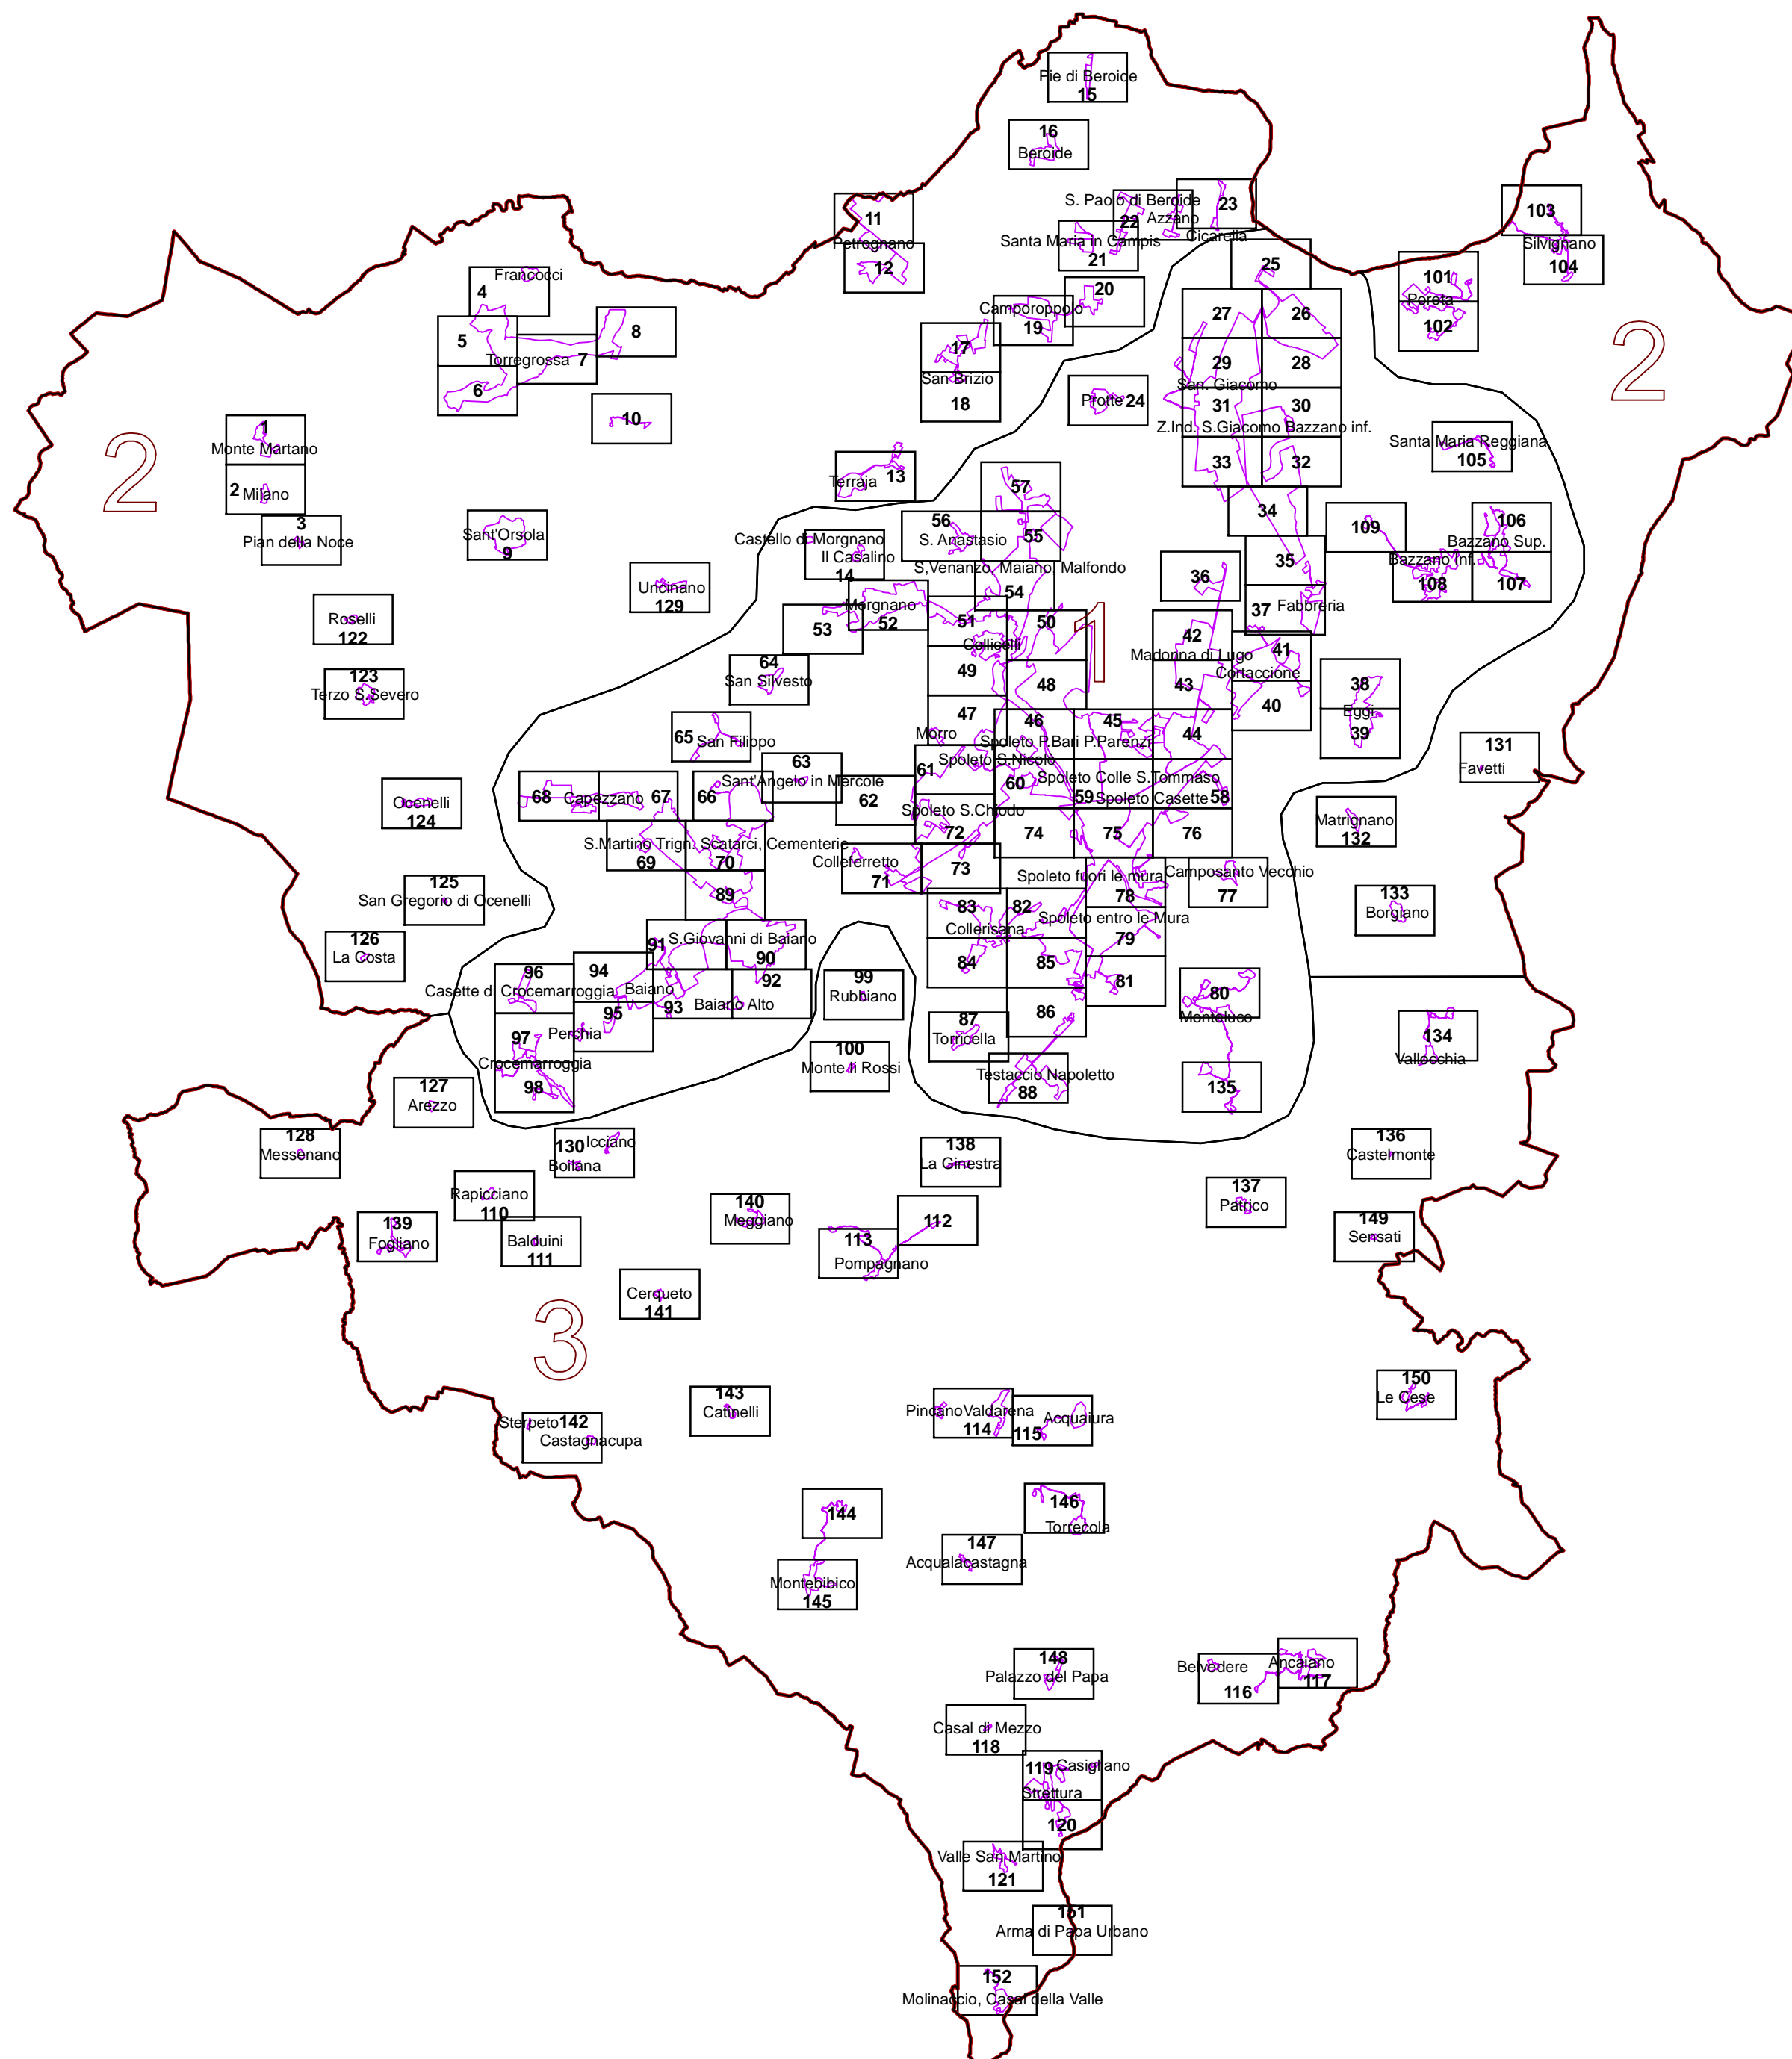 Pie di Beroide
15
16
Beroide
S. Paolo di Beroide
22
Azzano
23
Cicarella
Santa Maria in Campis
21
11
Petrognano
12
103
Silvignano
104
101
Poreta
102
2
Francocci
4
5
8
Torregrossa 7
6
10
20
Camporoppolo
19
17
San Brizio
18
25
27
26
29
28
San. Giacomo
31
30
Z.Ind. S.Giacomo Bazzano inf.
33
32
34
Protte 24
1
Monte Martano
2
2 Milano
3
Pian della Noce
Sant'Orsola
9
Terraja 13
Santa Maria Reggiana
105
109
106
Bazzano Sup.
Bazzano Inf.
108
107
57
56
S. Anastasio
55
Castello di Morgnano
Il Casalino
14
S,Venanzo, Maiano, Malfondo
54
35
36
37 Fabbreria
Uncinano
129
Morgnano
53
52
51
50
1
Collicelli
49
48
42
Madonna di Lugo
43
41
Cortaccione
40
38
Eggi
39
Roselli
122
123
Terzo S.Severo
64
San Silvesto
65 San Filippo
47
Morro
46
45
44
Spoleto P.Bari P.Parenzi
Spoleto S.Nicolo
61
60
Spoleto Colle S.Tommaso
59 Spoleto Casette 58
63
Sant'Angelo in Mercole
62
68 Capezzano 67
66
131
Favetti
Ocenelli
124
Matrignano
132
Spoleto S.Chiodo
72
74
75
76
S.Martino Trign. Scatarci, Cementerie
69
70
Colleferretto
71
73
89
Spoleto fuori le mura
78
Camposanto Vecchio
77
125
San Gregorio di Ocenelli
133
Borgiano
83
82
Collerisana
Spoleto entro le Mura
79
84
85
81
86
126
La Costa
91
S.Giovanni di Baiano
90
92
94
96
Casette di Crocemarroggia
Baiano
93
Baiano Alto
95
Perchia
97
Crocemarroggia
98
99
Rubbiano
100
Monte li Rossi
87
Torricella
Testaccio Napoletto
88
80
Monteluco
135
134
Vallocchia
127
Arezzo
128
Messenano
130 Icciano
Bollana
Rapicciano
110
139
Fogliano
Balduini
111
138
La Ginestra
136
Castelmonte
137
Patrico
149
Sensati
140
Meggiano
112
113
Pompagnano
Cerqueto
141
3
143
Catinelli
Sterpeto 142
Castagnacupa
Pincano Valdarena
114
Acquaiura
115
150
Le Cese
144
Montebibico
145
146
Torrecola
147
Acqualacastagna
148
Palazzo del Papa
Belvedere
116
Ancaiano
117
Casal di Mezzo
118
119 Casigliano
Strettura
120
Valle San Martino
121
151
Arma di Papa Urbano
152
Molinaccio, Casal della Valle